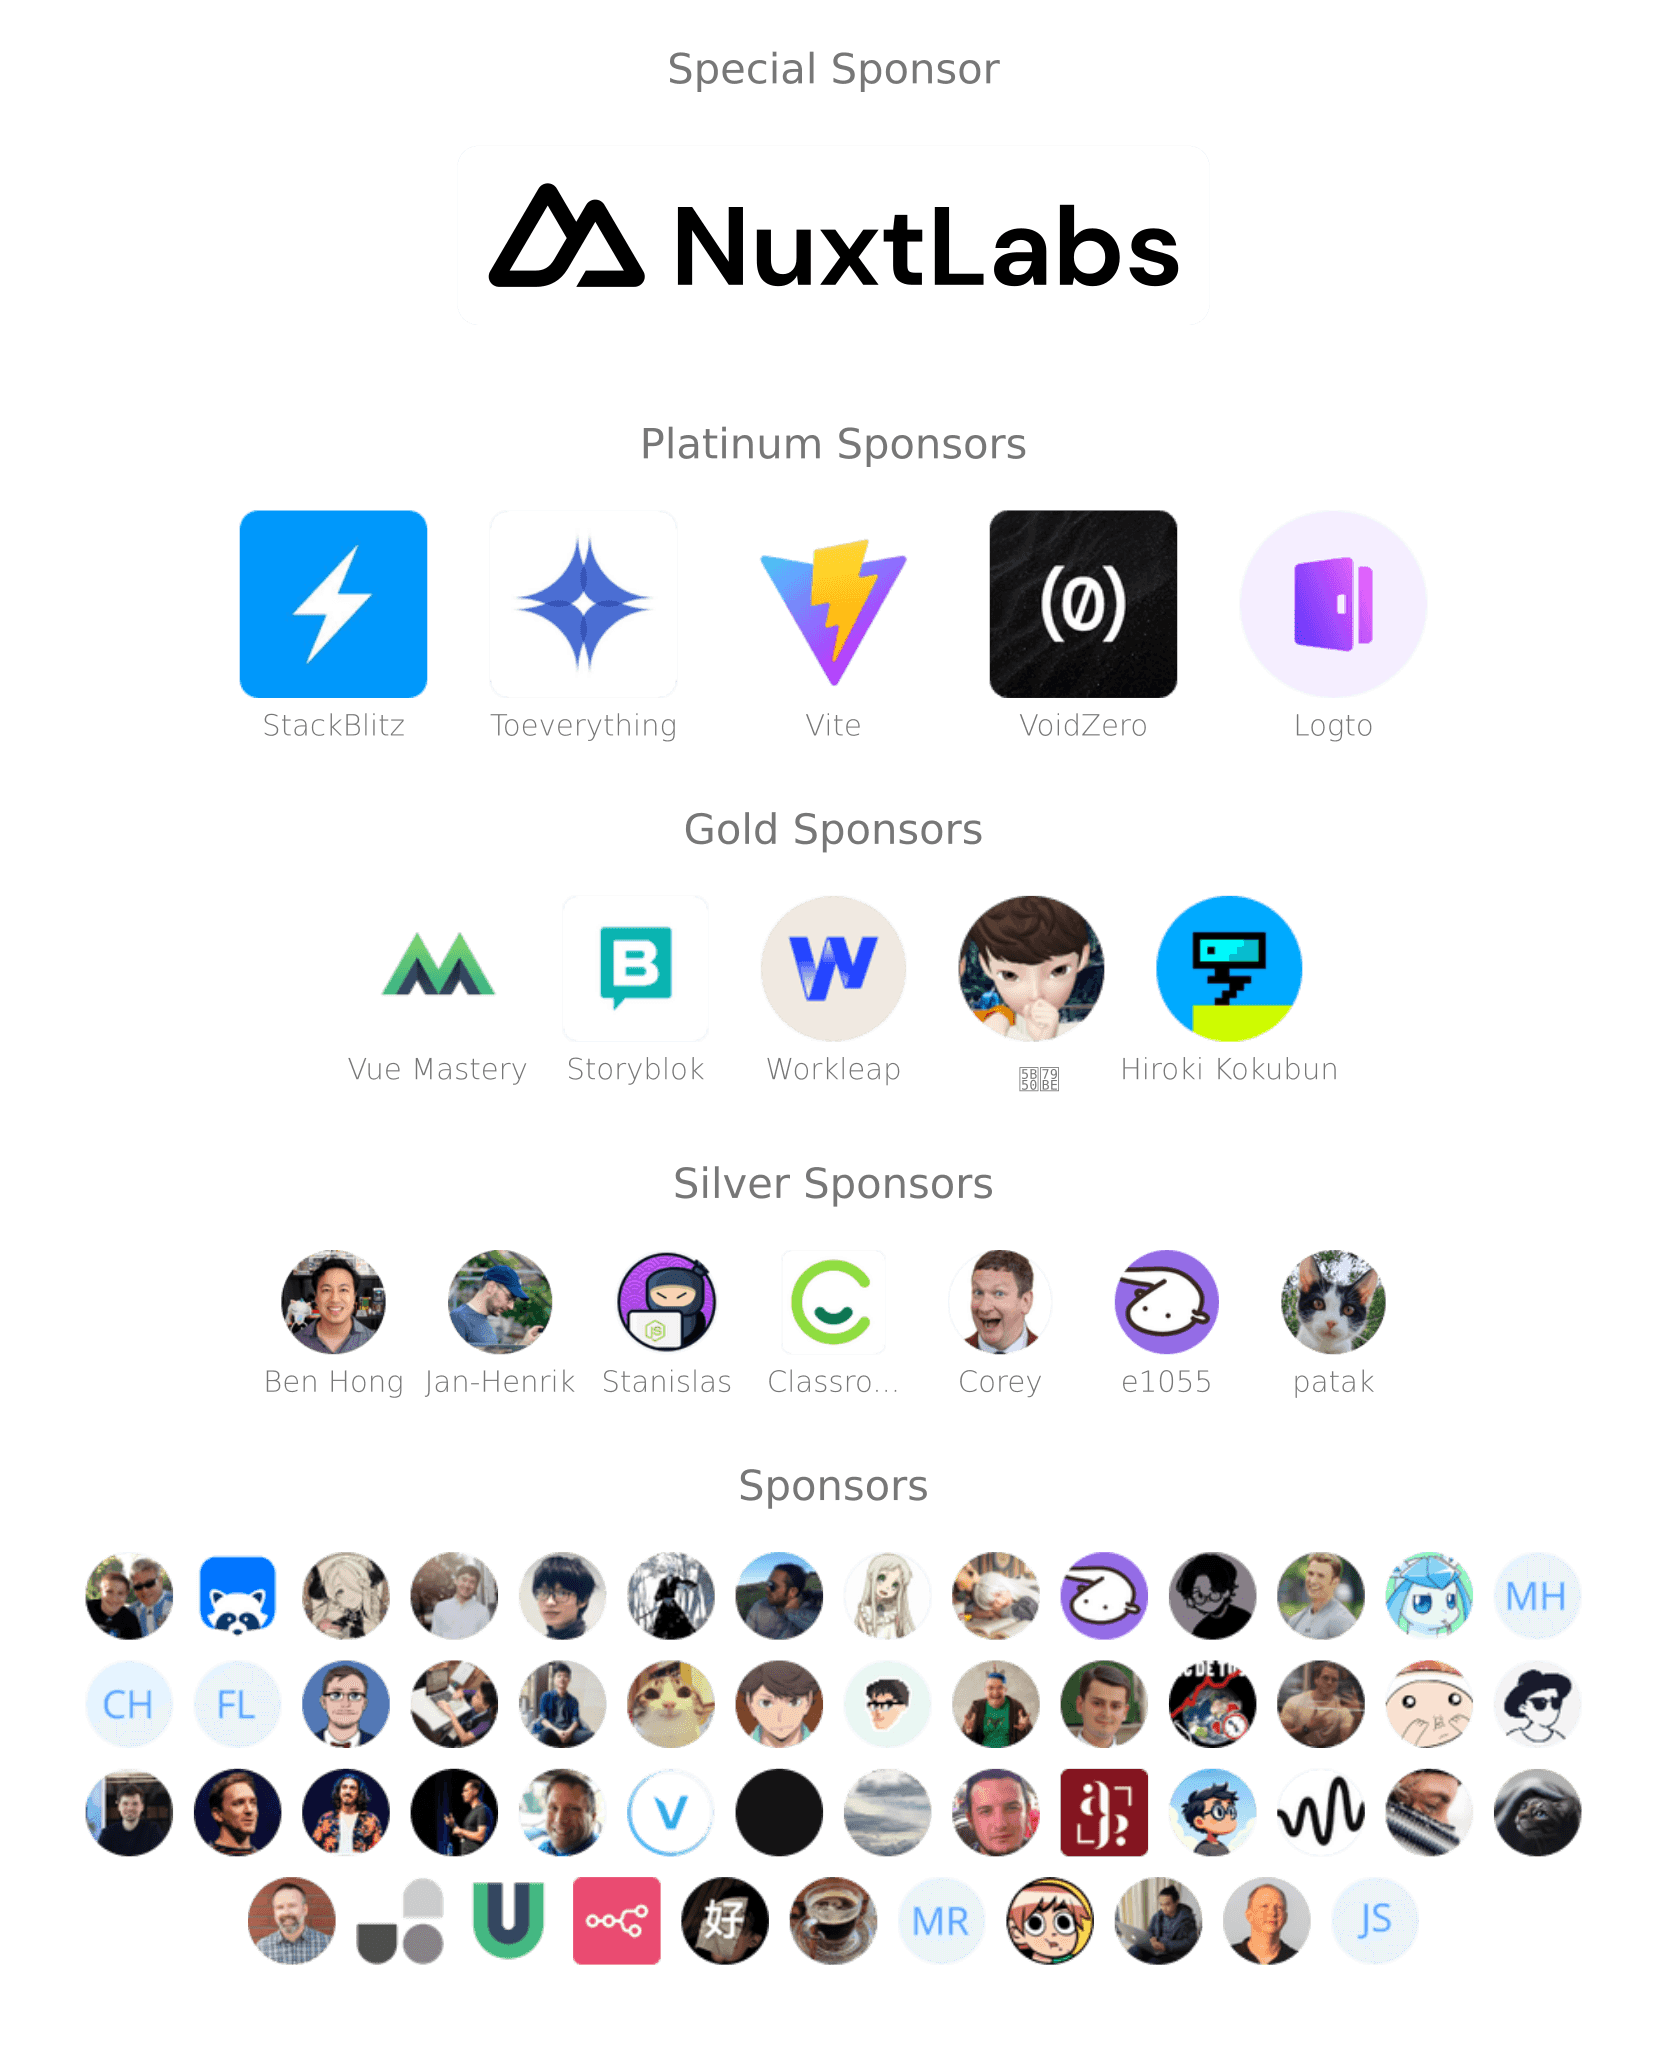 Special Sponsor
NuxtLabs
Platinum Sponsors
StackBlitz
Toeverything
Vite
VoidZero
Logto
Gold Sponsors
Vue Mastery
Storyblok
Workleap
Hiroki Kokubun
Silver Sponsors
Ben Hong
Jan-Henrik
Stanislas
Classro...
Corey
e1055
patak
Sponsors
MH
CH
FL
好
MR
JS